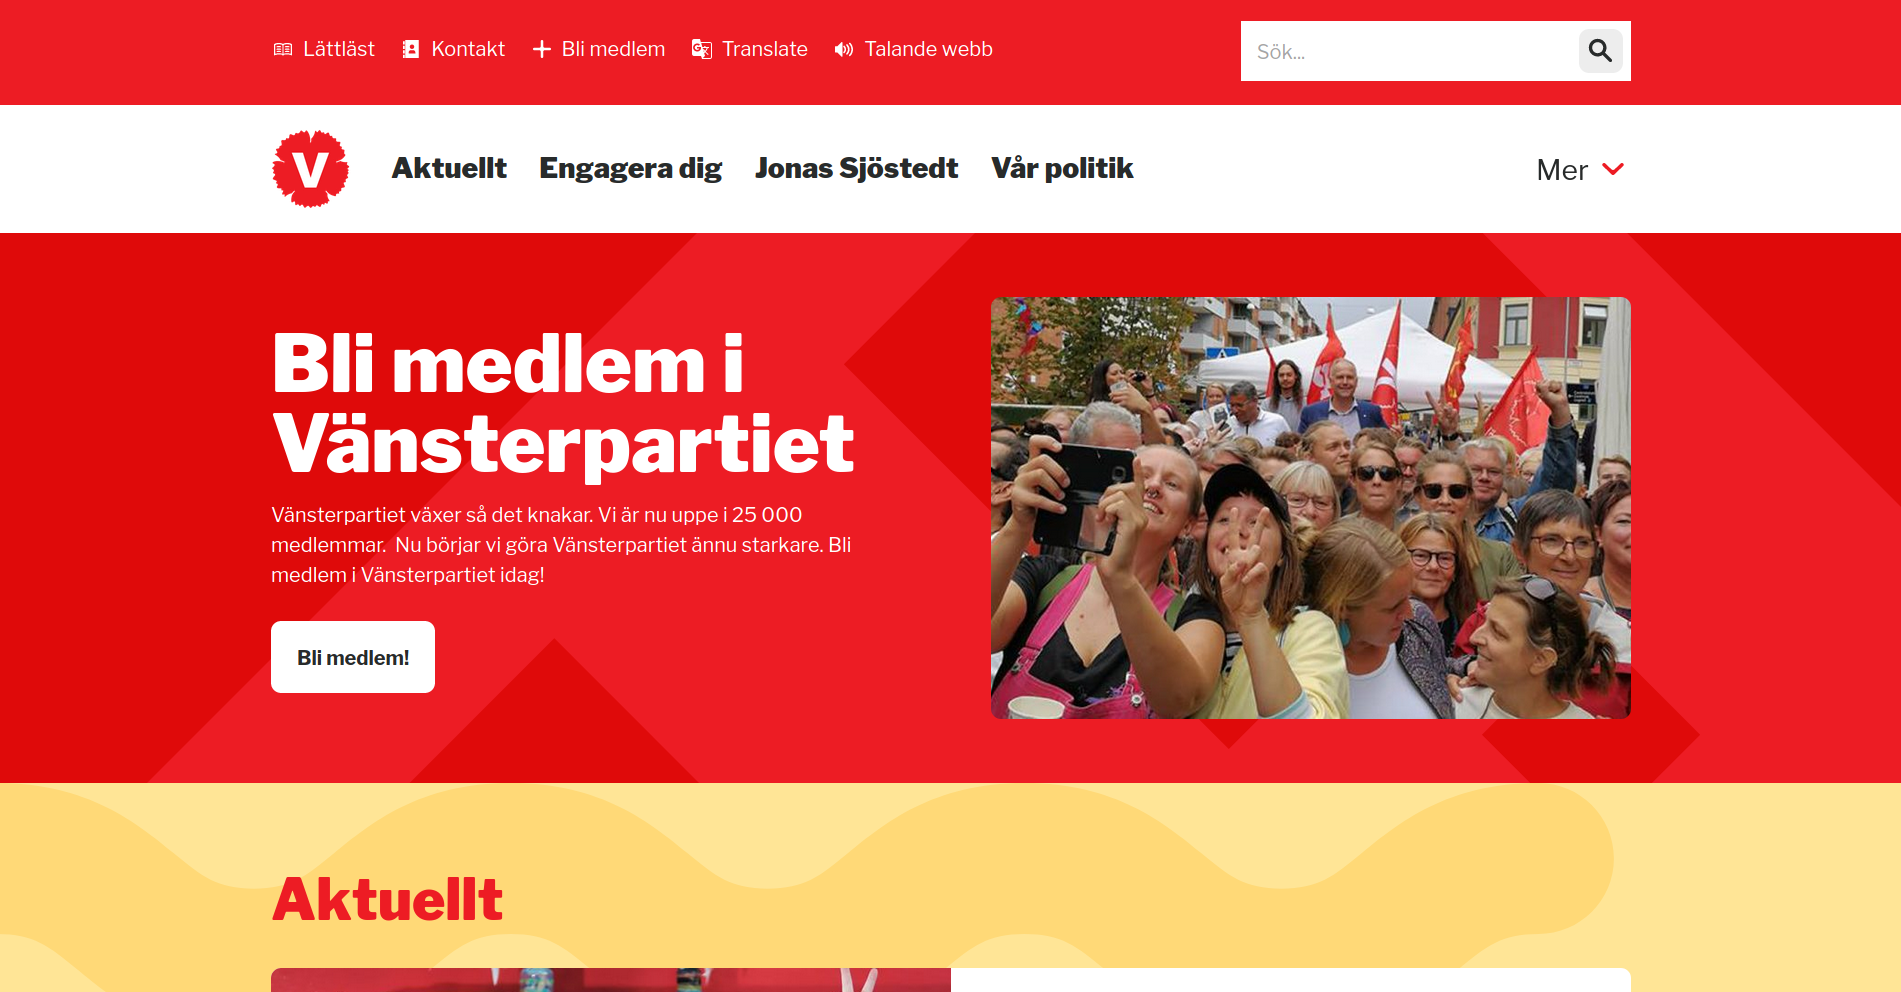 Lättläst
Kontakt
Bli medlem
Translate
Talande webb
Sök...
V
Aktuellt
Engagera dig
Jonas Sjöstedt
Vår politik
Mer
Bli medlem i
Vänsterpartiet
Vänsterpartiet växer så det knakar. Vi är nu uppe i 25 000
medlemmar.  Nu börjar vi göra Vänsterpartiet ännu starkare. Bli
medlem i Vänsterpartiet idag!
Bli medlem!
Aktuellt